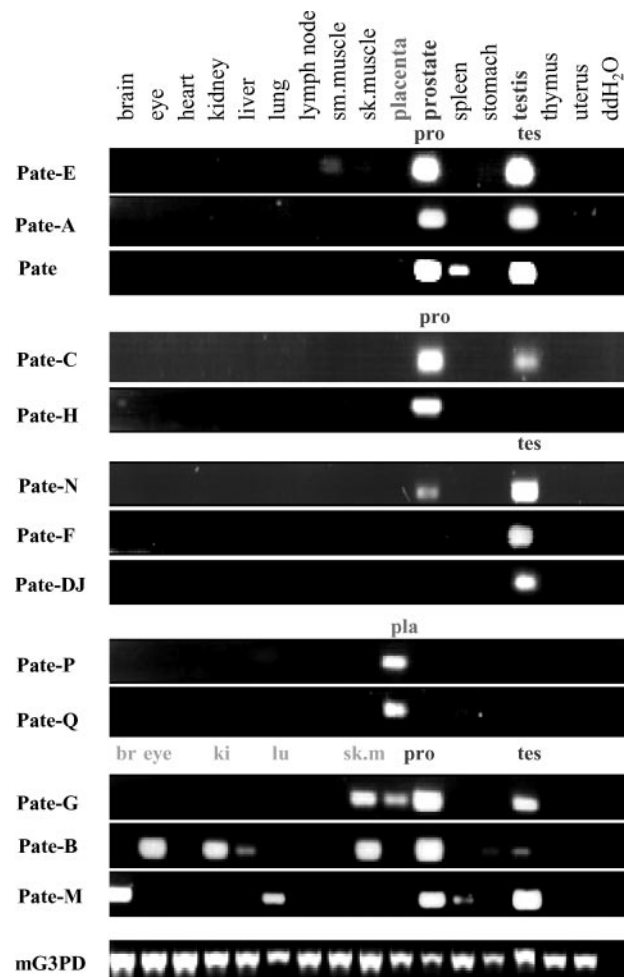 brain eye heart kidney liver lung lymph node sm.muscle sk.muscle placenta prostate spleen stomach testis thymus uterus ddH₂O
pro tes
Pate-E
Pate-A
Pate
pro
Pate-C
Pate-H
tes
Pate-N
Pate-F
Pate-DJ
pla
Pate-P
Pate-Q
br eye ki lu sk.m pro tes
Pate-G
Pate-B
Pate-M
mG3PD